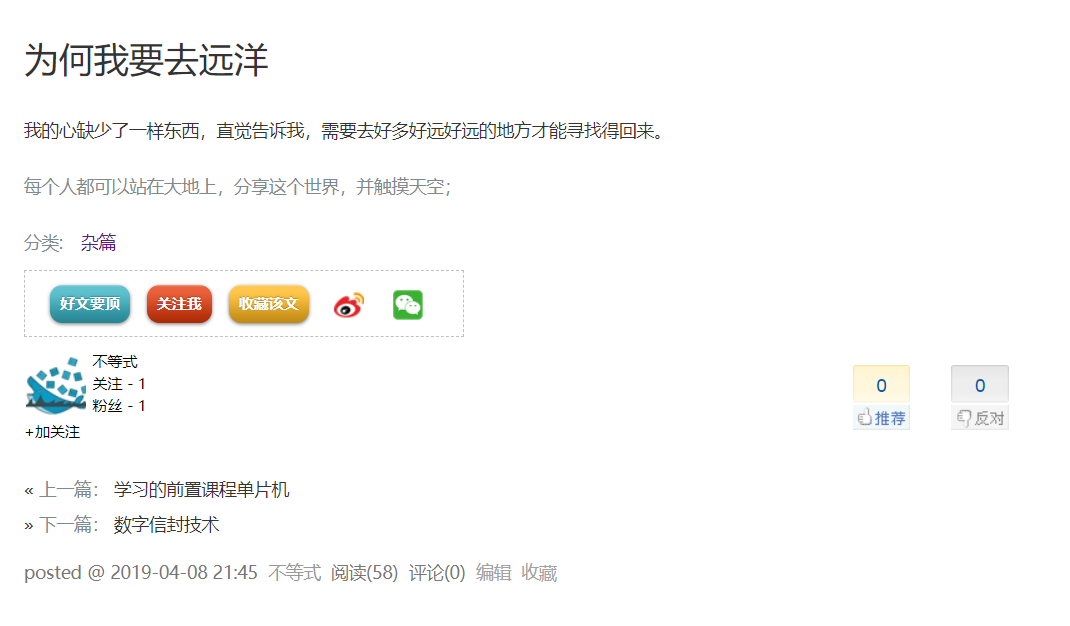 为何我要去远洋
我的心缺少了一样东西，直觉告诉我，需要去好多好远好远的地方才能寻找得回来。
每个人都可以站在大地上，分享这个世界，并触摸天空；
分类: 杂篇
好文要顶 关注我 收藏该文
不等式
关注 - 1
粉丝 - 1
+加关注
0 0
推荐 反对
« 上一篇： 学习的前置课程单片机
» 下一篇： 数字信封技术
posted @ 2019-04-08 21:45 不等式 阅读(58) 评论(0) 编辑 收藏